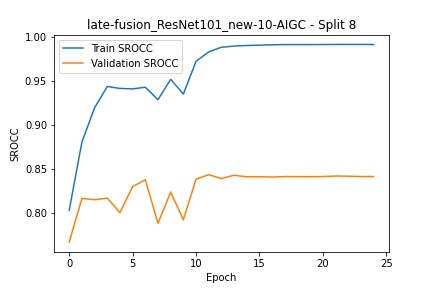 late-fusion_ResNet101_new-10-AIGC - Split 8
1.00
0.95
0.90
0.85
0.80
SROCC
Train SROCC
Validation SROCC
0
5
10
15
20
25
Epoch